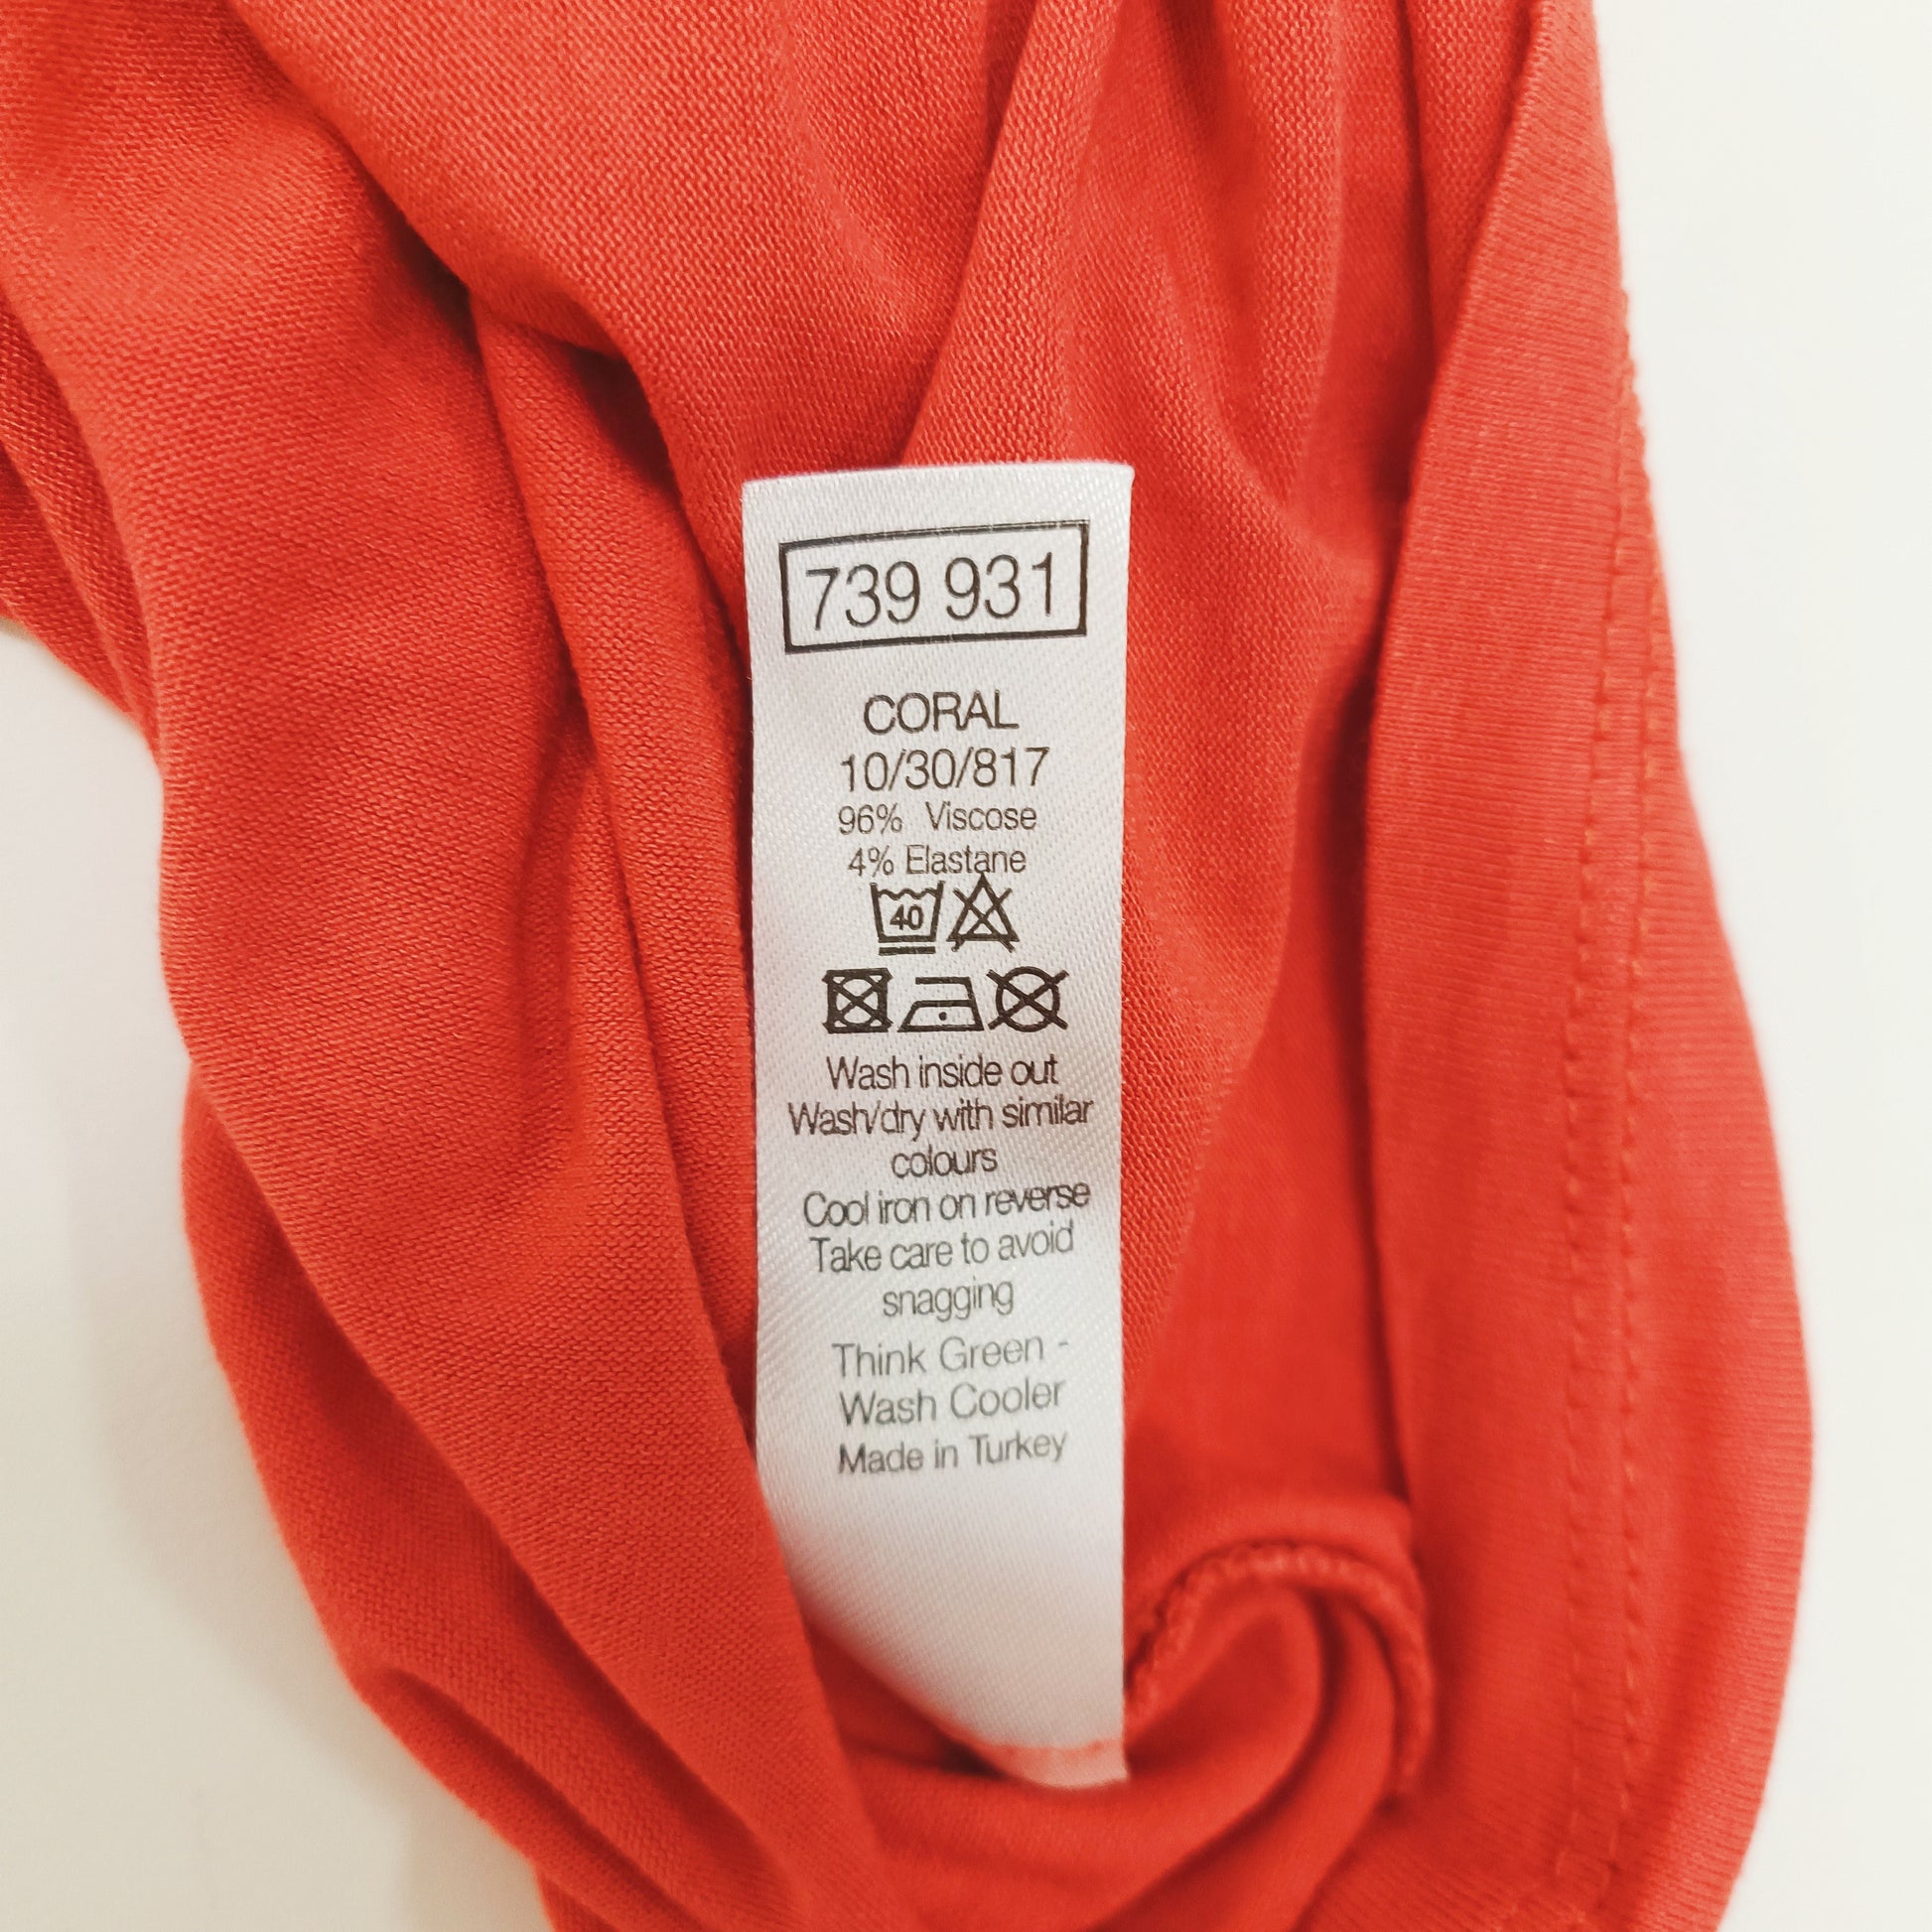 739 931
CORAL
10/30/817
96% Viscose
4% Elastane
40
Wash inside out
Wash/dry with similar
colours
Cool iron on reverse
Take care to avoid
snagging
Think Green -
Wash Cooler
Made in Turkey